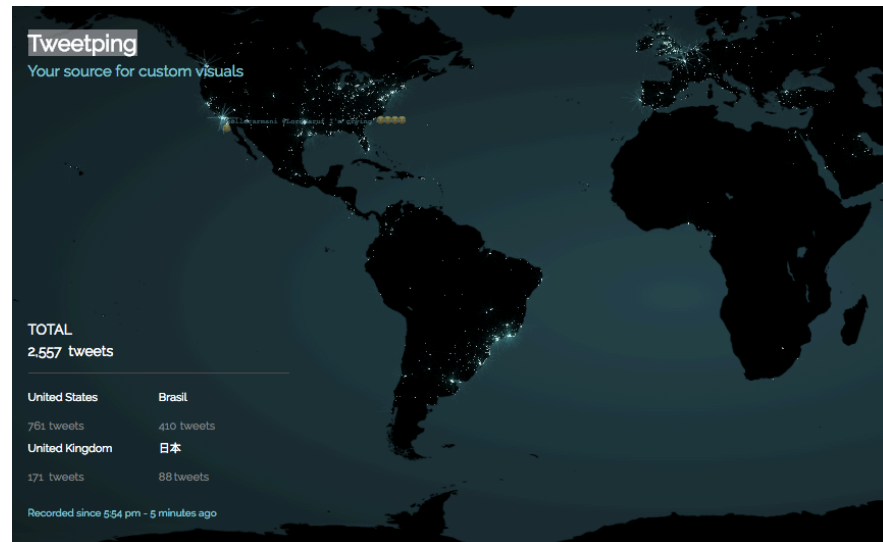 Tweetping
Your source for custom visuals
TOTAL
2,557 tweets
United States Brasil
761 tweets 410 tweets
United Kingdom 日本
171 tweets 88 tweets
Recorded since 5:54 pm - 5 minutes ago